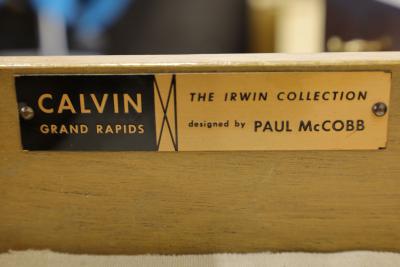 CALVIN
GRAND RAPIDS
THE IRWIN COLLECTION
designed by PAUL McCOBB